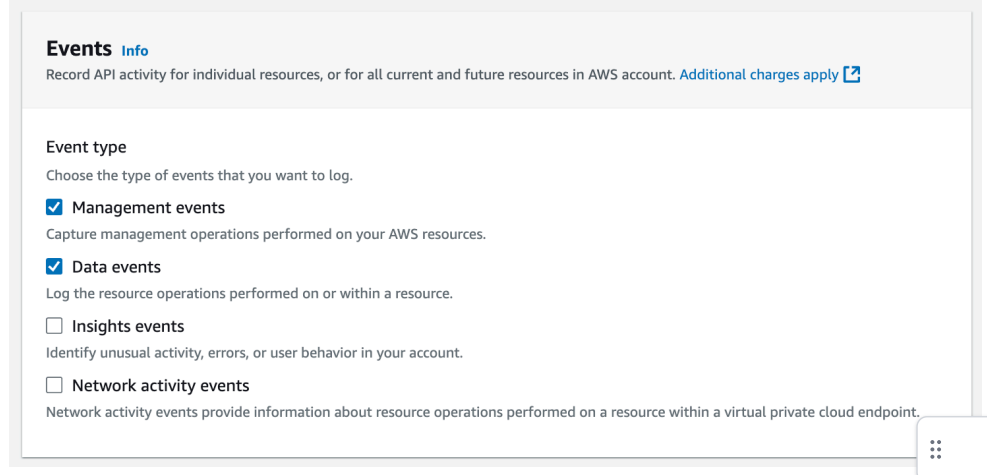 Events Info
Record API activity for individual resources, or for all current and future resources in AWS account. Additional charges apply
Event type
Choose the type of events that you want to log.
Management events
Capture management operations performed on your AWS resources.
Data events
Log the resource operations performed on or within a resource.
Insights events
Identify unusual activity, errors, or user behavior in your account.
Network activity events
Network activity events provide information about resource operations performed on a resource within a virtual private cloud endpoint.